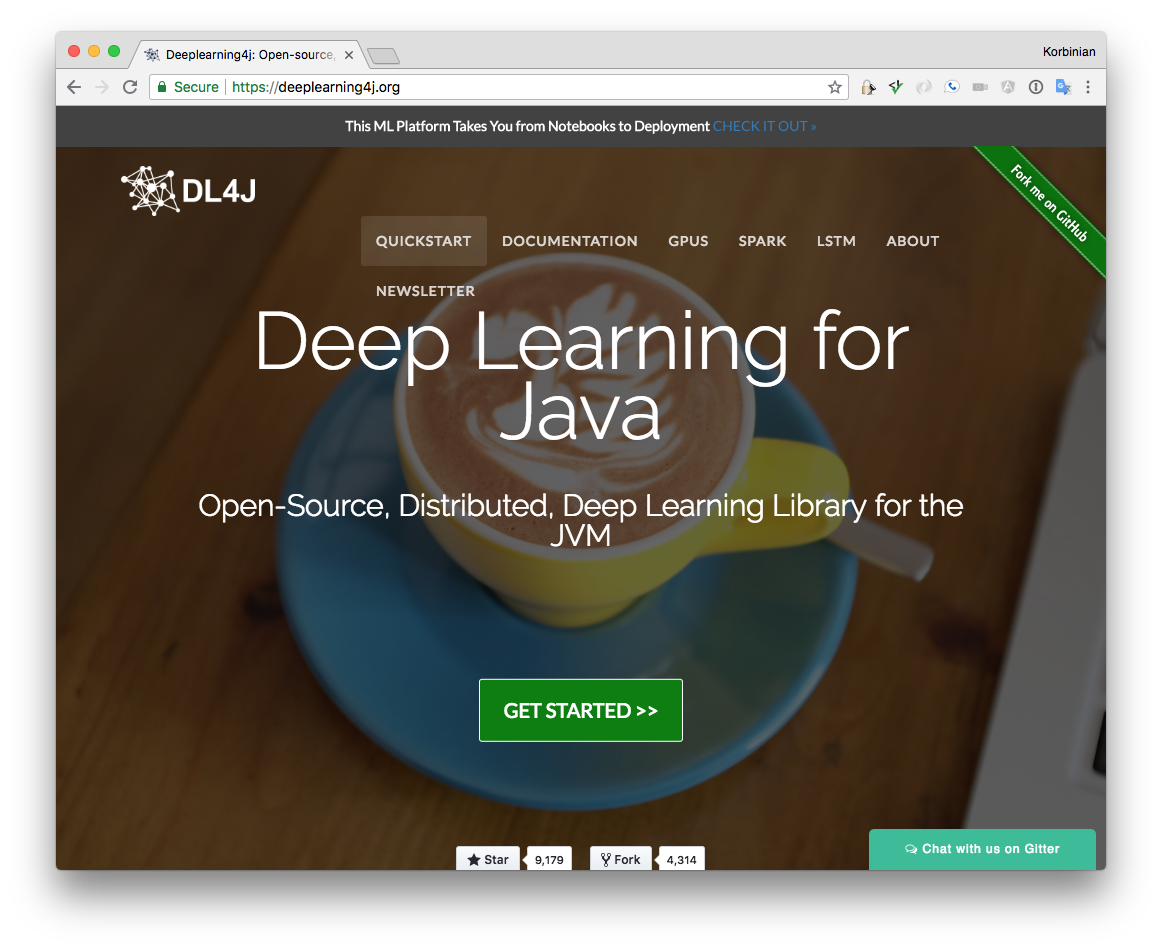 Deeplearning4j: Open-source,
Korbinian
Secure
https://deeplearning4j.org
This ML Platform Takes You from Notebooks to Deployment CHECK IT OUT »
DL4J
Fork me on GitHub
QUICKSTART DOCUMENTATION GPUS SPARK LSTM ABOUT
NEWSLETTER
Deep Learning for
Java
Open-Source, Distributed, Deep Learning Library for the
JVM
GET STARTED >>
Star 9,179 Fork 4,314
Chat with us on Gitter